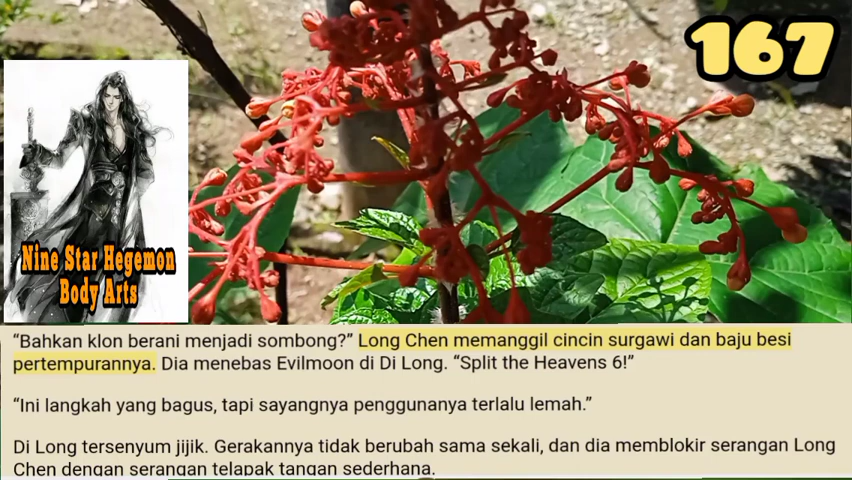 167
Nine Star Hegemon
Body Arts
“Bahkan klon berani menjadi sombong?” Long Chen memanggil cincin surgawi dan baju besi
pertempurannya. Dia menebas Evilmoon di Di Long. “Split the Heavens 6!”
“Ini langkah yang bagus, tapi sayangnya penggunanya terlalu lemah.”
Di Long tersenyum jijik. Gerakannya tidak berubah sama sekali, dan dia memblokir serangan Long
Chen dengan serangan telapak tangan sederhana.